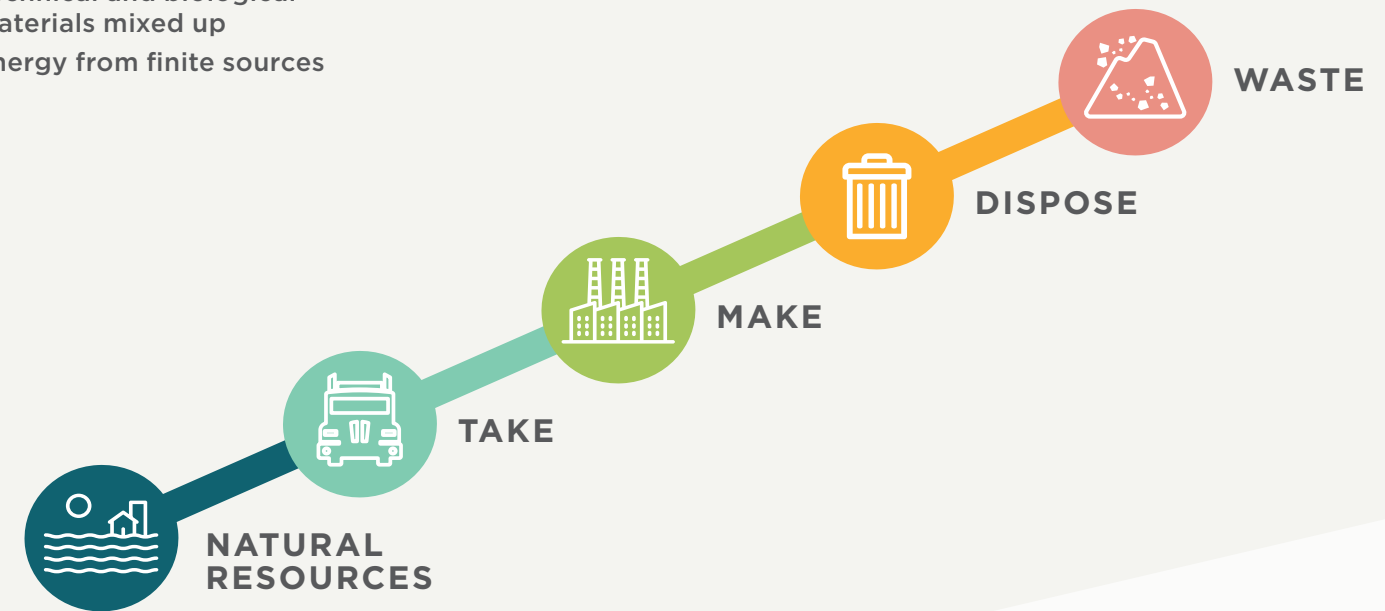 aterials mixed up
nergy from finite sources
WASTE
DISPOSE
MAKE
TAKE
NATURAL
RESOURCES